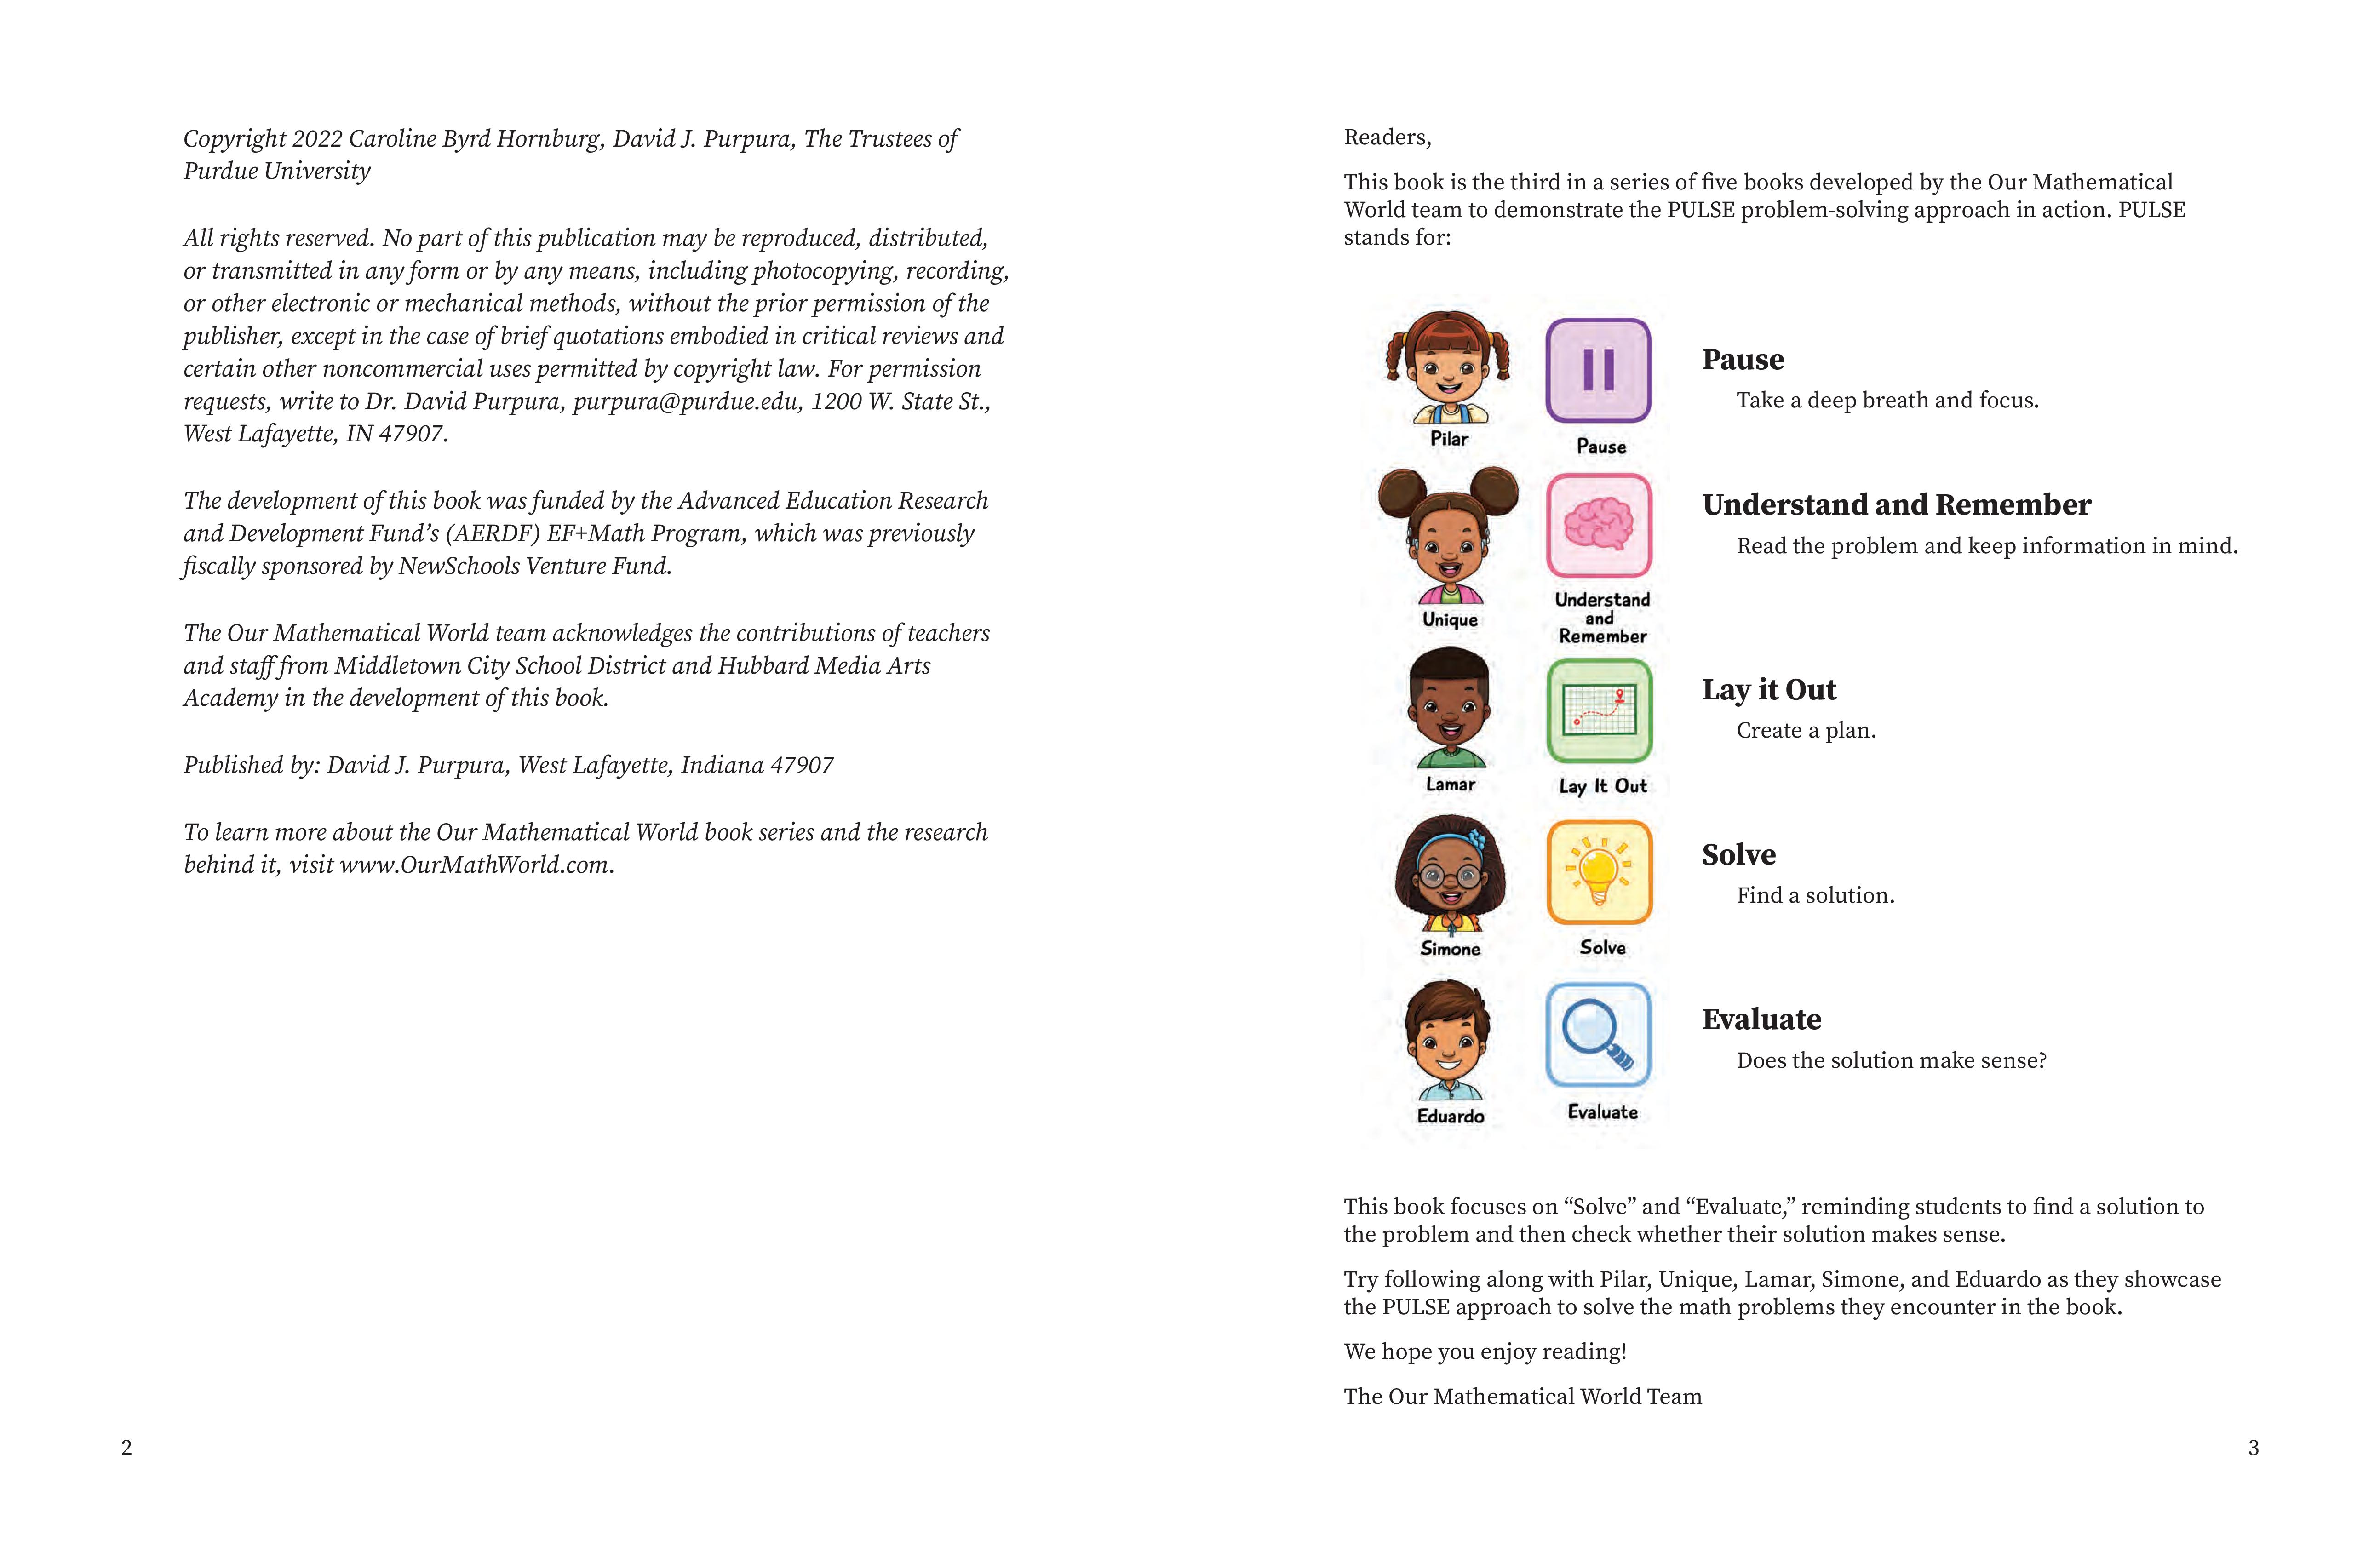 Copyright 2022 Caroline Byrd Hornburg, David J. Purpura, The Trustees of
Purdue University
All rights reserved. No part of this publication may be reproduced, distributed,
or transmitted in any form or by any means, including photocopying, recording,
or other electronic or mechanical methods, without the prior permission of the
publisher, except in the case of brief quotations embodied in critical reviews and
certain other noncommercial uses permitted by copyright law. For permission
requests, write to Dr. David Purpura, purpura@purdue.edu, 1200 W. State St.,
West Lafayette, IN 47907.
The development of this book was funded by the Advanced Education Research
and Development Fund’s (AERDF) EF+Math Program, which was previously
fiscally sponsored by NewSchools Venture Fund.
The Our Mathematical World team acknowledges the contributions of teachers
and staff from Middletown City School District and Hubbard Media Arts
Academy in the development of this book.
Published by: David J. Purpura, West Lafayette, Indiana 47907
To learn more about the Our Mathematical World book series and the research
behind it, visit www.OurMathWorld.com.
2
Readers,
This book is the third in a series of five books developed by the Our Mathematical
World team to demonstrate the PULSE problem-solving approach in action. PULSE
stands for:
Pilar
Pause
Pause
Take a deep breath and focus.
Unique
Understand
and
Remember
Understand and Remember
Read the problem and keep information in mind.
Lamar
Lay It Out
Lay it Out
Create a plan.
Simone
Solve
Solve
Find a solution.
Eduardo
Evaluate
Evaluate
Does the solution make sense?
This book focuses on “Solve” and “Evaluate,” reminding students to find a solution to
the problem and then check whether their solution makes sense.
Try following along with Pilar, Unique, Lamar, Simone, and Eduardo as they showcase
the PULSE approach to solve the math problems they encounter in the book.
We hope you enjoy reading!
The Our Mathematical World Team
3